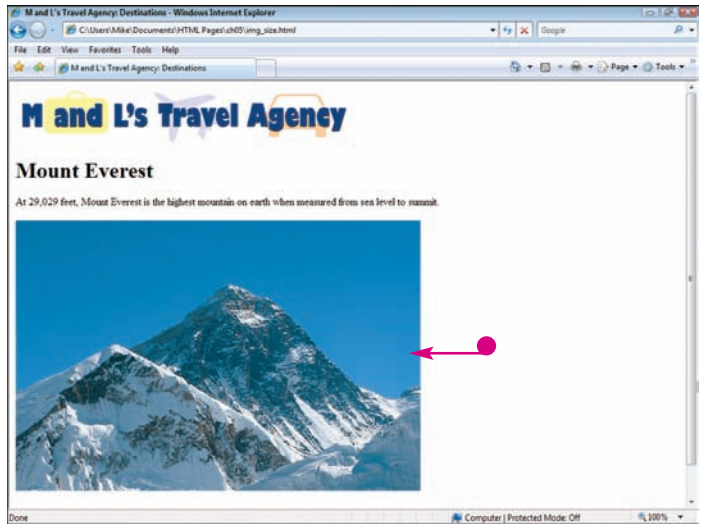 M and L's Travel Agency: Destinations - Windows Internet Explorer
C:\Users\Mike\Documents\HTML Pages\ch05\img_size.html
Google
File Edit View Favorites Tools Help
M and L's Travel Agency: Destinations
Page Tools
M and L's Travel Agency
Mount Everest
At 29,029 feet, Mount Everest is the highest mountain on earth when measured from sea level to summit.
Done
Computer | Protected Mode: Off
100%